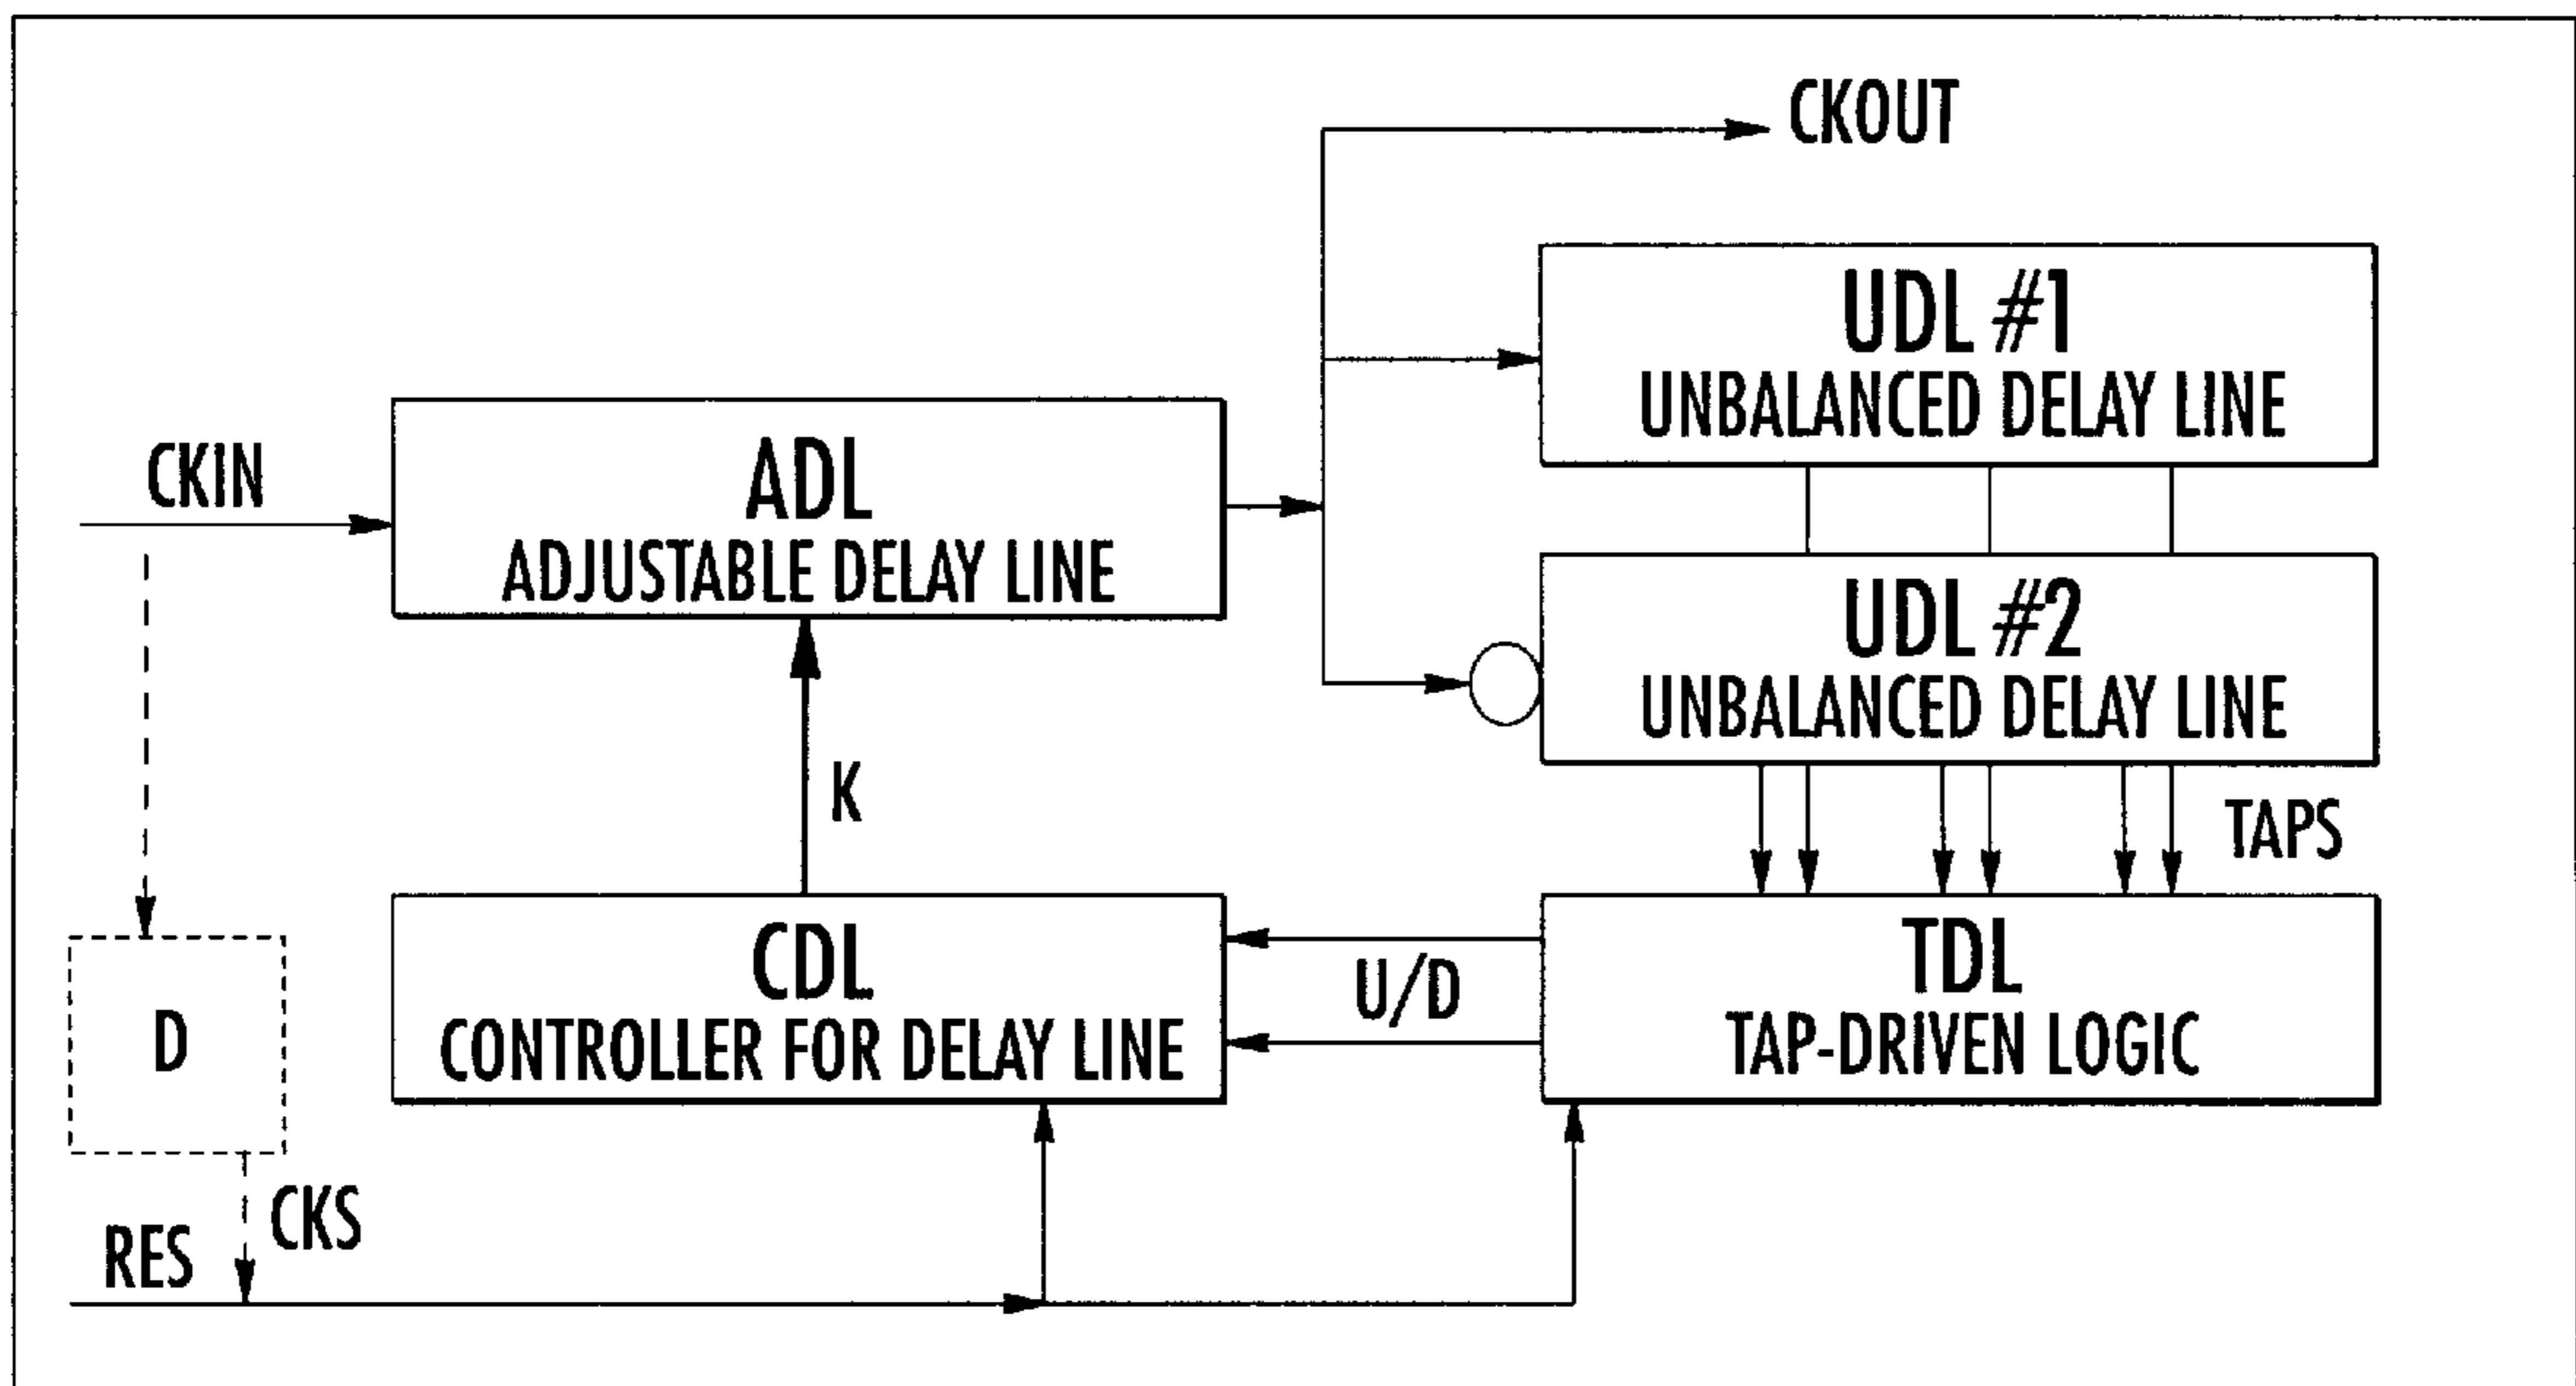 CKOUT
UDL #1
UNBALANCED DELAY LINE
CKIN
ADL
ADJUSTABLE DELAY LINE
UDL #2
UNBALANCED DELAY LINE
K
TAPS
CDL
CONTROLLER FOR DELAY LINE
U/D
TDL
TAP-DRIVEN LOGIC
D
CKS
RES